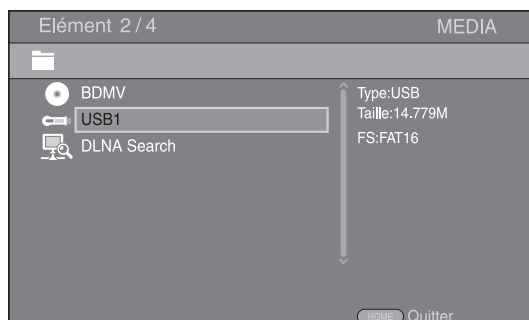 Elément 2 / 4
MEDIA
BDMV
USB1
DLNA Search
Type:USB
Taille:14.779M
FS:FAT16
HOME Quitter